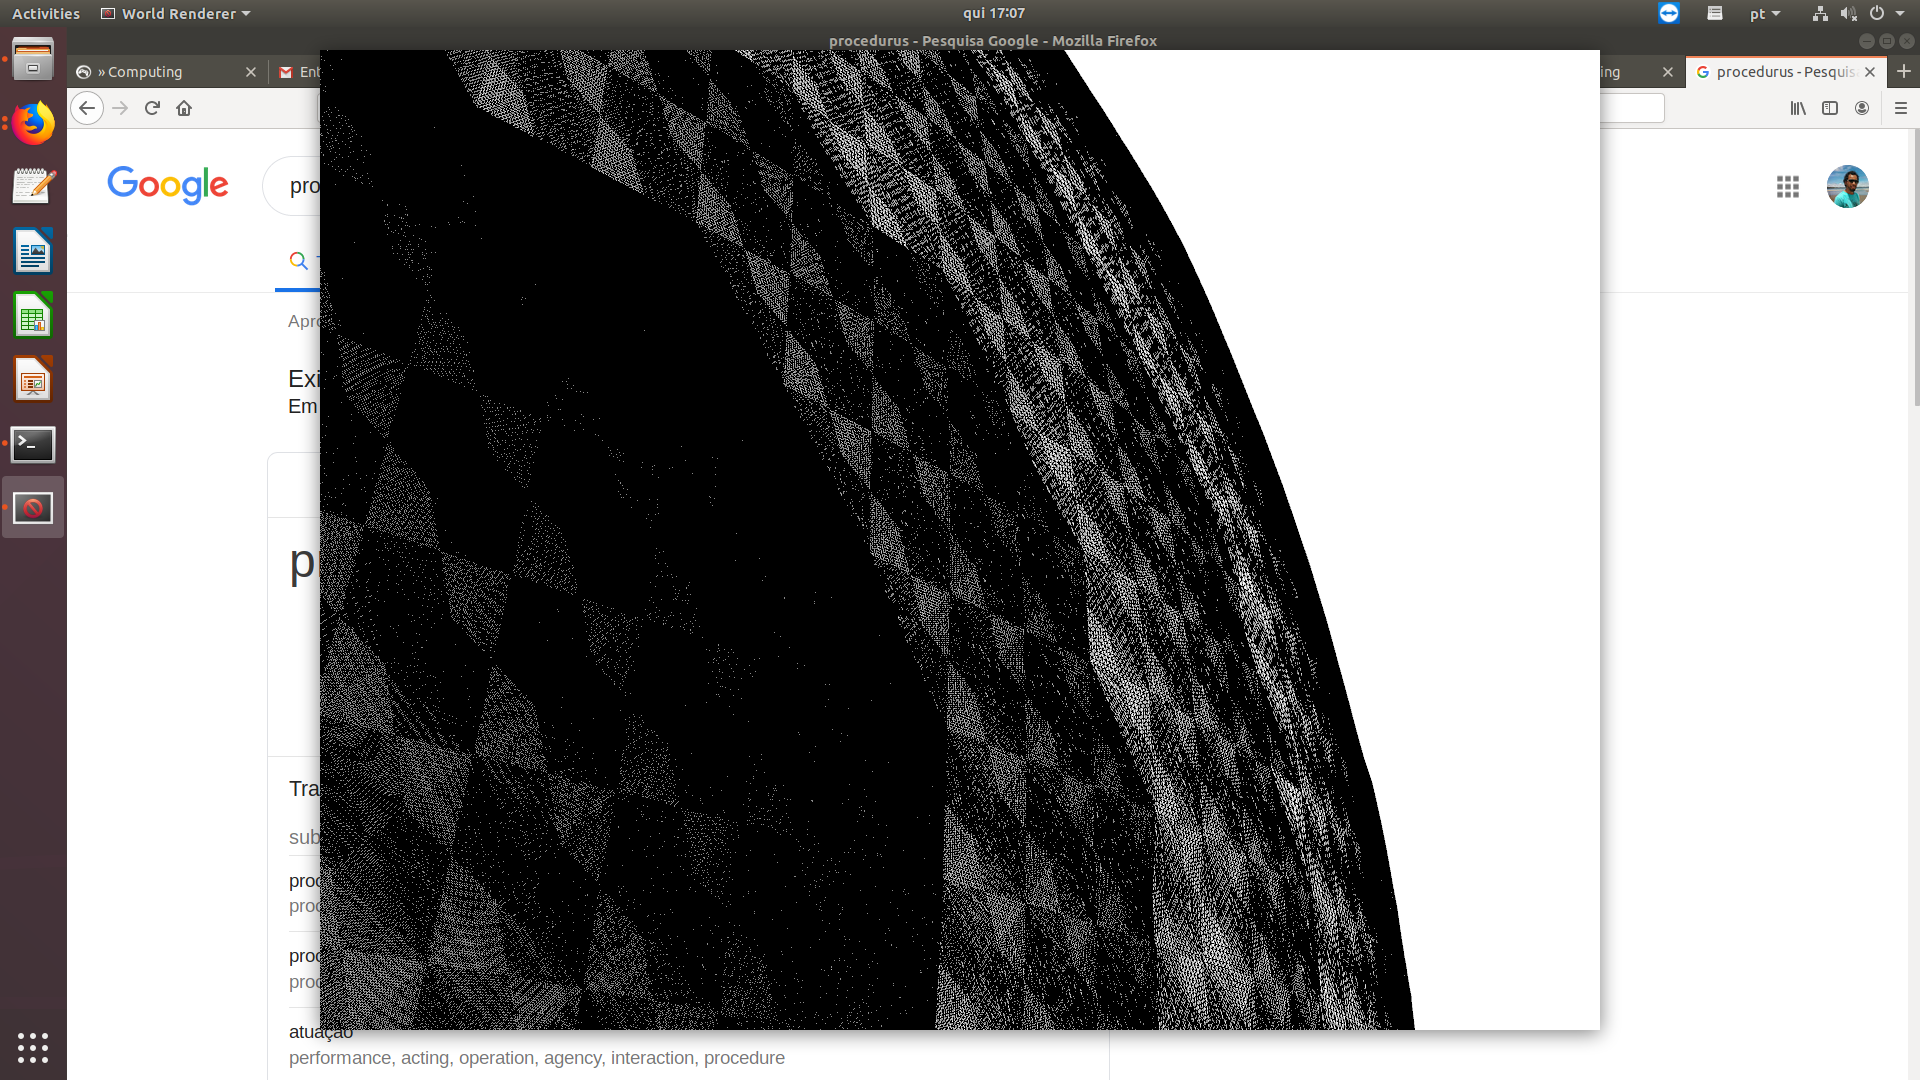 Activities World Renderer qui 17:07 pt
procedurus - Pesquisa Google - Mozilla Firefox
» Computing Ent ing procedurus - Pesquis
Google pro
Apro
Exi
Em
p
Tra
sub
proc
proc
proc
proc
atuação
performance, acting, operation, agency, interaction, procedure